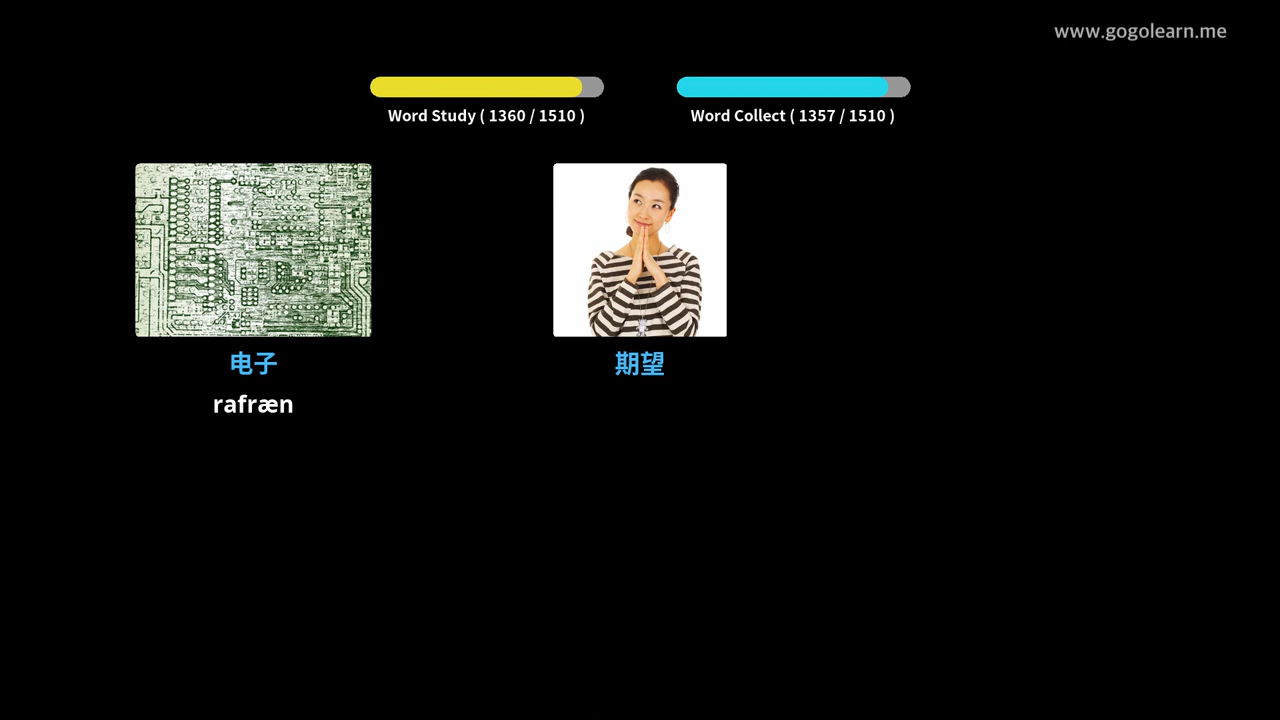 www.gogolearn.me
Word Study ( 1360 / 1510 )
Word Collect ( 1357 / 1510 )
电子
期望
rafræn